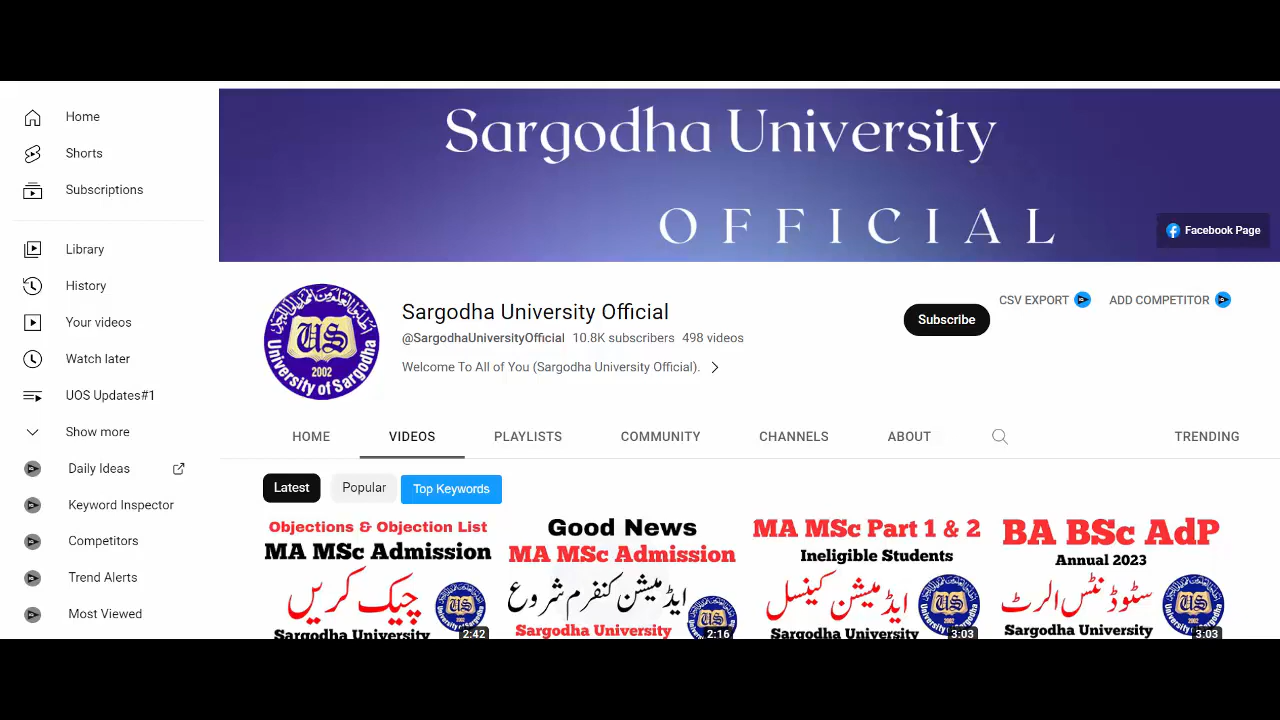 Home
Shorts
Subscriptions
Library
History
Your videos
Watch later
UOS Updates#1
Show more
Daily Ideas
Keyword Inspector
Competitors
Trend Alerts
Most Viewed
Sargodha University
OFFICIAL
Facebook Page
US
2002
University of Sargodha
Sargodha University Official
@SargodhaUniversityOfficial 10.8K subscribers 498 videos
Welcome To All of You (Sargodha University Official).
Subscribe
CSV EXPORT
ADD COMPETITOR
HOME
VIDEOS
PLAYLISTS
COMMUNITY
CHANNELS
ABOUT
TRENDING
Latest
Popular
Top Keywords
Objections & Objection List
MA MSc Admission
چیک کریں
Sargodha University
2:42
Good News
MA MSc Admission
ایڈمیشن کنفرم شروع
Sargodha University
2:16
MA MSc Part 1 & 2
Ineligible Students
ایڈمیشن کینسل
Sargodha University
3:03
BA BSc AdP
Annual 2023
سٹوڈنٹس الرٹ
Sargodha University
3:03